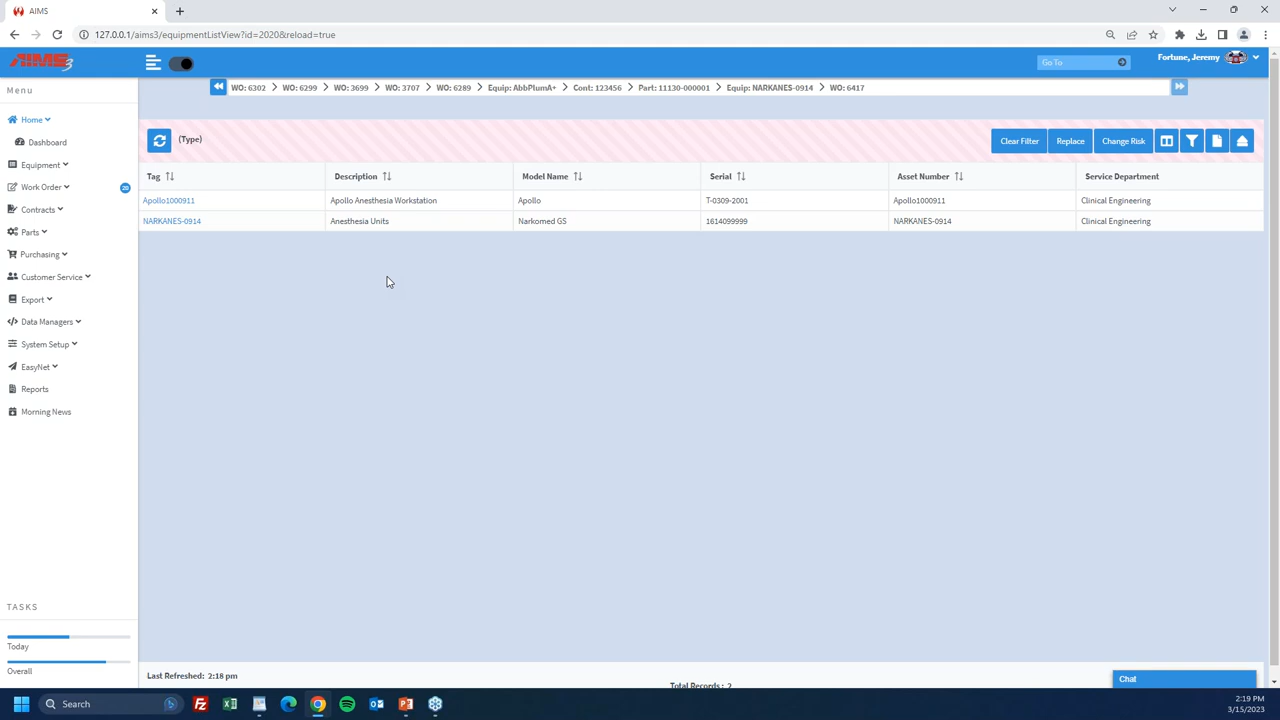 AIMS
127.0.0.1/aims3/equipmentListView?id=2020&reload=true
AIMS3
Go To
Fortune, Jeremy
Menu
WO: 6302 > WO: 6299 > WO: 3699 > WO: 3707 > WO: 6289 > Equip: AbbPlumA+ > Cont: 123456 > Part: 11130-000001 > Equip: NARKANES-0914 > WO: 6417
Home
Dashboard
Equipment
Work Order
20
Contracts
Parts
Purchasing
Customer Service
Export
Data Managers
System Setup
EasyNet
Reports
Morning News
(Type)
Clear Filter
Replace
Change Risk
Tag Description Model Name Serial Asset Number Service Department
Apollo1000911 Apollo Anesthesia Workstation Apollo T-0309-2001 Apollo1000911 Clinical Engineering
NARKANES-0914 Anesthesia Units Narkomed GS 1614099999 NARKANES-0914 Clinical Engineering
TASKS
Today
Overall
Last Refreshed: 2:18 pm
Total Records : 2
Chat
Search
2:19 PM
3/15/2023